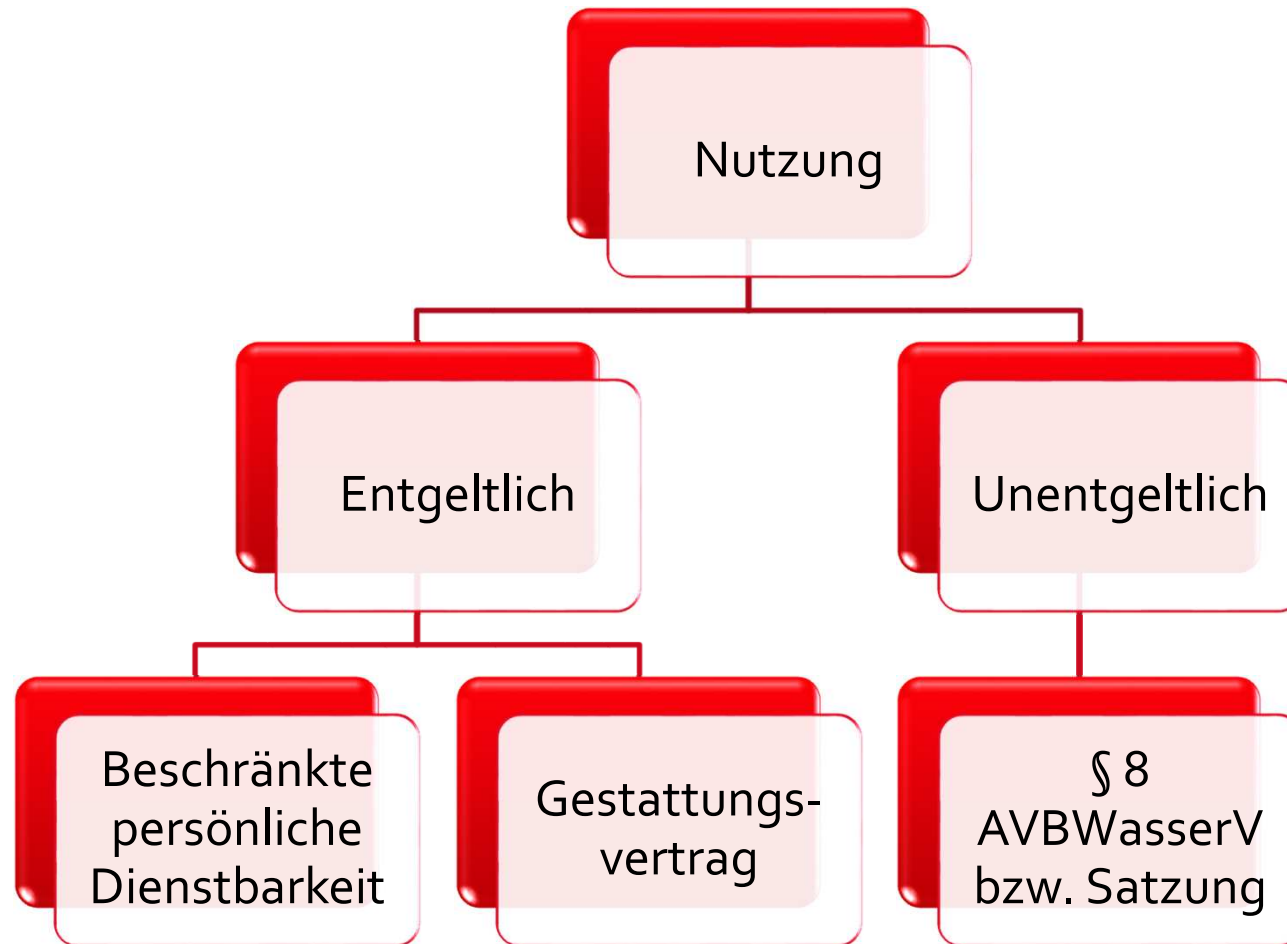 Nutzung
Entgeltlich
Unentgeltlich
Beschränkte
persönliche
Dienstbarkeit
Gestattungs-
vertrag
§ 8
AVBWasserV
bzw. Satzung